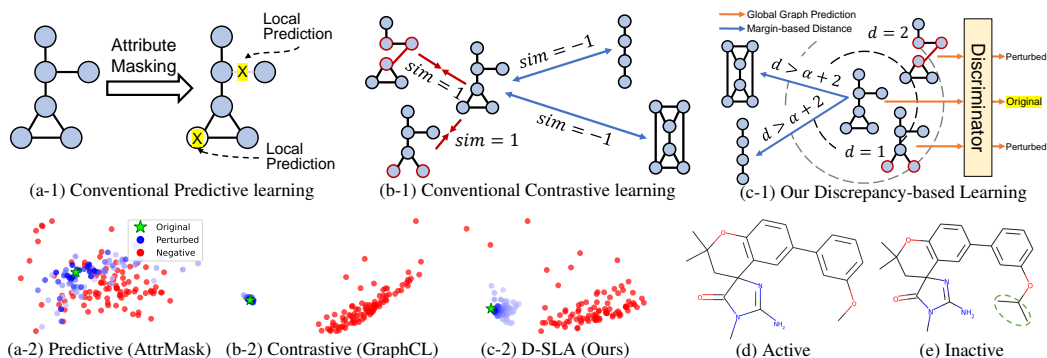 Attribute
Masking
Local
Prediction
X
X
Local
Prediction
(a-1) Conventional Predictive learning
sim = 1
sim = 1
sim = −1
sim = −1
(b-1) Conventional Contrastive learning
Global Graph Prediction
Margin-based Distance
d = 2
d > α + 2
d > α + 2
d = 1
Discriminator
Perturbed
Original
Perturbed
(c-1) Our Discrepancy-based Learning
Original
Perturbed
Negative
(a-2) Predictive (AttrMask)
(b-2) Contrastive (GraphCL)
(c-2) D-SLA (Ours)
O
O
O
N
N
NH₂
(d) Active
O
O
O
N
N
NH₂
(e) Inactive